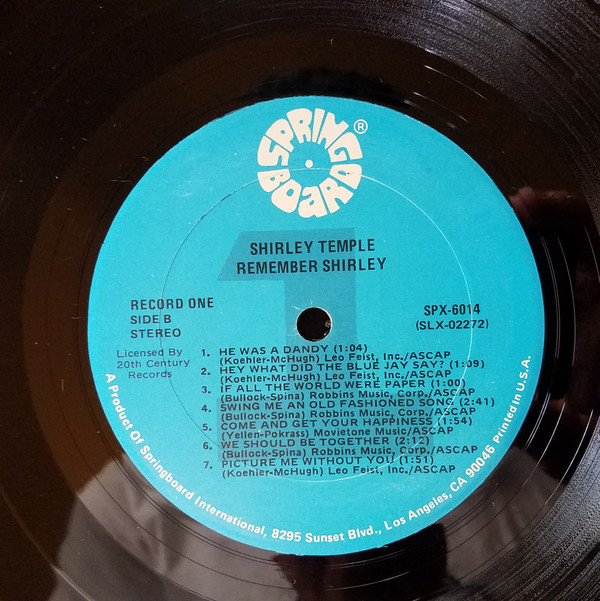 SPRINGBOARD®
SHIRLEY TEMPLE
REMEMBER SHIRLEY
RECORD ONE
SIDE B
STEREO
SPX-6014
(SLX-02272)
Licensed By
20th Century
Records
1. HE WAS A DANDY (1:04)
(Koehler-McHugh) Leo Feist, Inc./ASCAP
2. HEY WHAT DID THE BLUE JAY SAY? (1:09)
(Koehler-McHugh) Leo Feist, Inc./ASCAP
3. IF ALL THE WORLD WERE PAPER (1:00)
(Bullock-Spina) Robbins Music, Corp./ASCAP
4. SWING ME AN OLD FASHIONED SONG (2:41)
(Bullock-Spina) Robbins Music, Corp./ASCAP
5. COME AND GET YOUR HAPPINESS (1:54)
(Yellen-Pokrass) Movietone Music/ASCAP
6. WE SHOULD BE TOGETHER (2:12)
(Bullock-Spina) Robbins Music, Corp./ASCAP
7. PICTURE ME WITHOUT YOU (1:51)
(Koehler-McHugh) Leo Feist, Inc./ASCAP
A Product Of Springboard International, 8295 Sunset Blvd., Los Angeles, CA 90046 Printed in U.S.A.
1